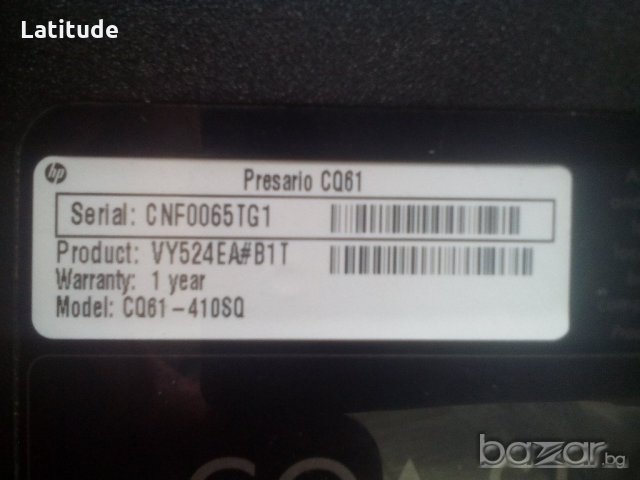 Latitude
hp
Presario CQ61
Serial: CNF0065TG1
Product: VY524EA#B1T
Warranty: 1 year
Model: CQ61-410SQ
bazar.bg